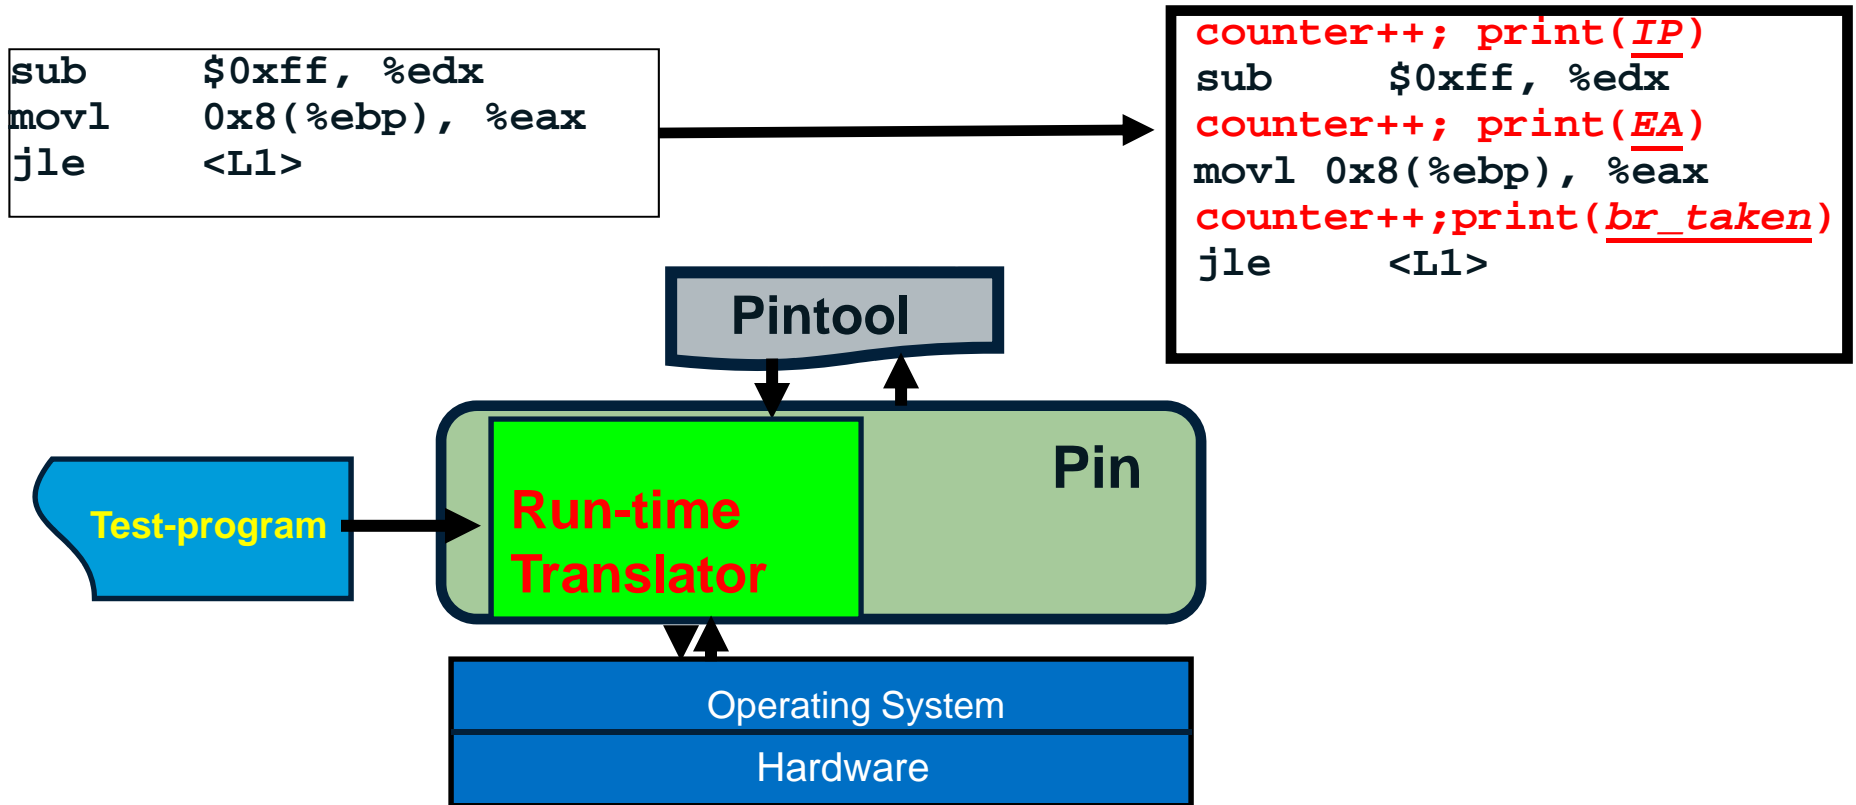 sub $0xff, %edx
movl 0x8(%ebp), %eax
jle <L1>
counter++; print(IP)
sub $0xff, %edx
counter++; print(EA)
movl 0x8(%ebp), %eax
counter++;print(br_taken)
jle <L1>
Pintool
Pin
Test-program
Run-time
Translator
Operating System
Hardware